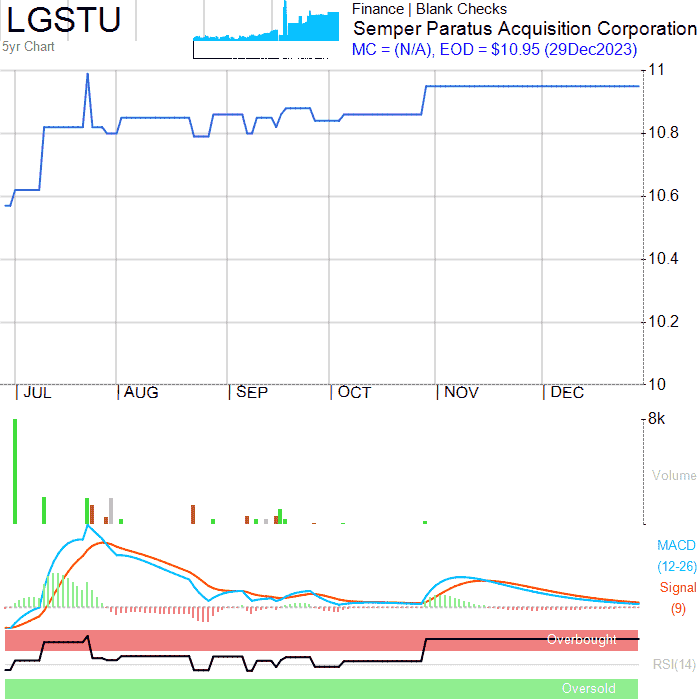 LGSTU
5yr Chart
Finance | Blank Checks
Semper Paratus Acquisition Corporation
MC = (N/A), EOD = $10.95 (29Dec2023)
11
10.8
10.6
10.4
10.2
10
JUL AUG SEP OCT NOV DEC
8k
Volume
MACD
(12-26)
Signal
(9)
Overbought
RSI(14)
Oversold